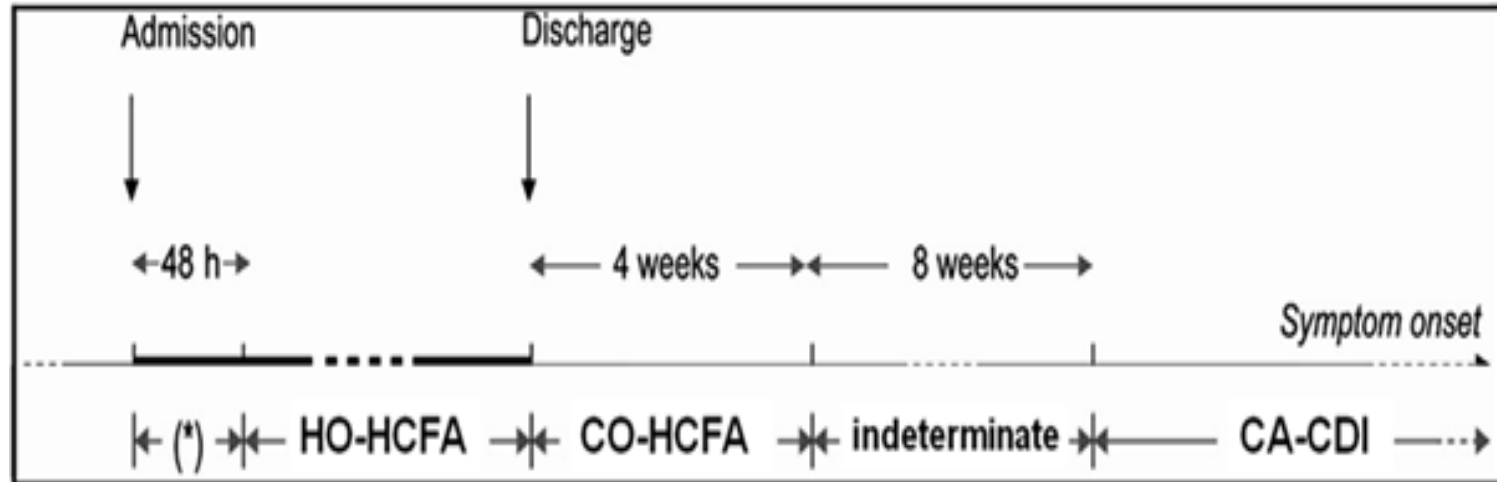 Admission Discharge
48 h 4 weeks 8 weeks
Symptom onset
(*) HO-HCFA CO-HCFA indeterminate CA-CDI